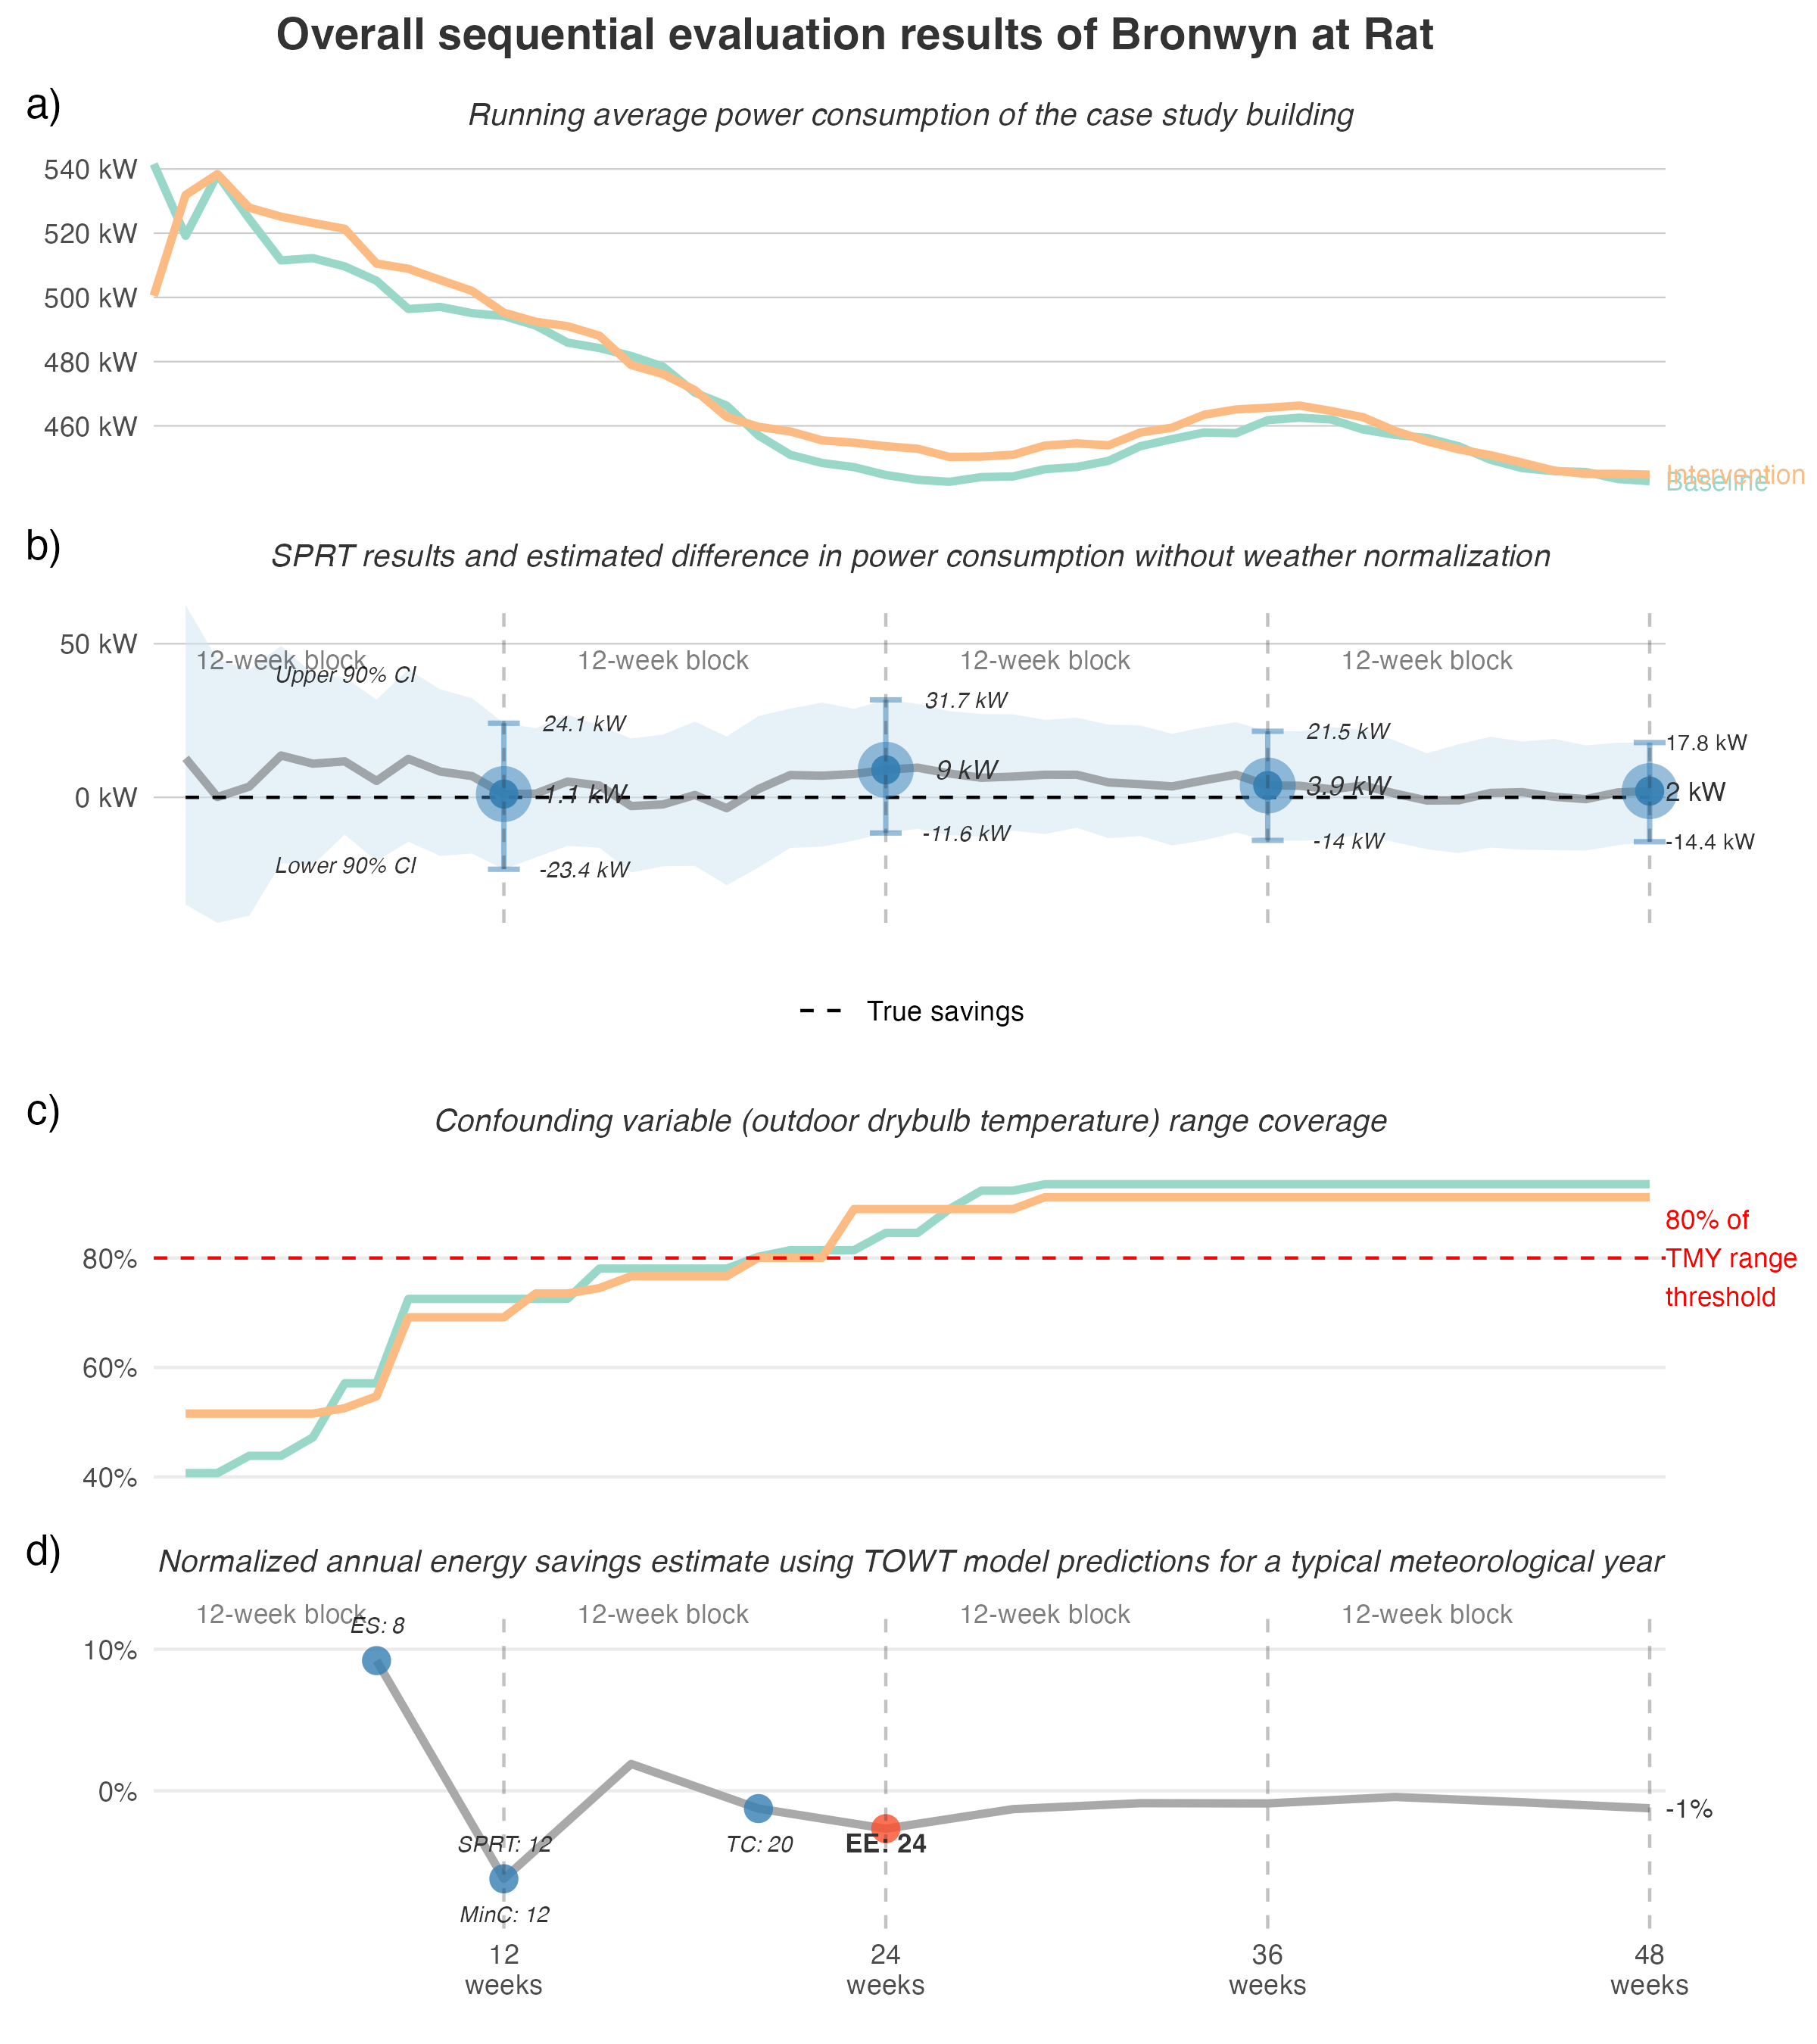 Overall sequential evaluation results of Bronwyn at Rat
a)
Running average power consumption of the case study building
540 kW
520 kW
500 kW
480 kW
460 kW
Intervention
Baseline
b)
SPRT results and estimated difference in power consumption without weather normalization
50 kW
0 kW
12-week block
12-week block
12-week block
12-week block
Upper 90% CI
Lower 90% CI
24.1 kW
1.1 kW
-23.4 kW
31.7 kW
9 kW
-11.6 kW
21.5 kW
3.9 kW
-14 kW
17.8 kW
2 kW
-14.4 kW
True savings
c)
Confounding variable (outdoor drybulb temperature) range coverage
80%
60%
40%
80% of
TMY range
threshold
d)
Normalized annual energy savings estimate using TOWT model predictions for a typical meteorological year
12-week block
12-week block
12-week block
12-week block
10%
0%
ES: 8
SPRT: 12
MinC: 12
TC: 20
EE: 24
-1%
12
weeks
24
weeks
36
weeks
48
weeks